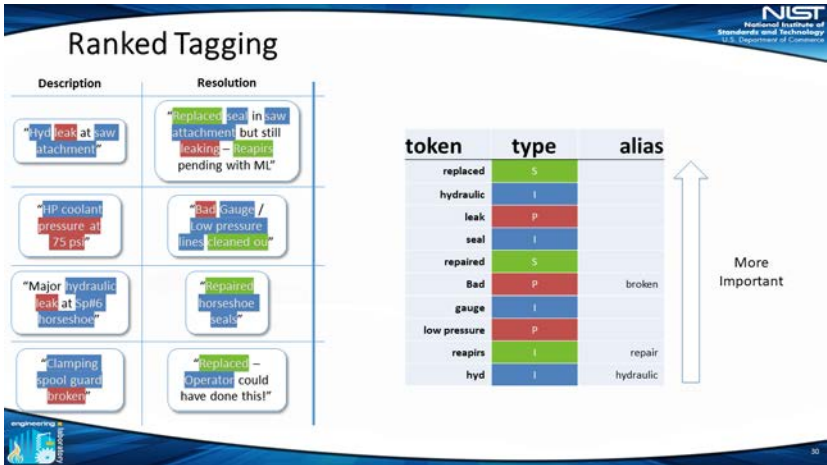 NIST
National Institute of
Standards and Technology
U.S. Department of Commerce
Ranked Tagging
Description
Resolution
"Hyd leak at saw
atachment"
"Replaced seal in saw
attachment but still
leaking – Reapirs
pending with ML"
"HP coolant
pressure at
75 psi"
"Bad Gauge /
Low pressure
lines cleaned ou"
"Major hydraulic
leak at Sp#6
horseshoe"
"Repaired
horseshoe
seals"
"Clamping
spool guard
broken"
"Replaced –
Operator could
have done this!"
token type alias
replaced S
hydraulic I
leak P
seal I
repaired S
Bad P broken
gauge I
low pressure P
reapirs I repair
hyd I hydraulic
More
Important
engineering
laboratory
30